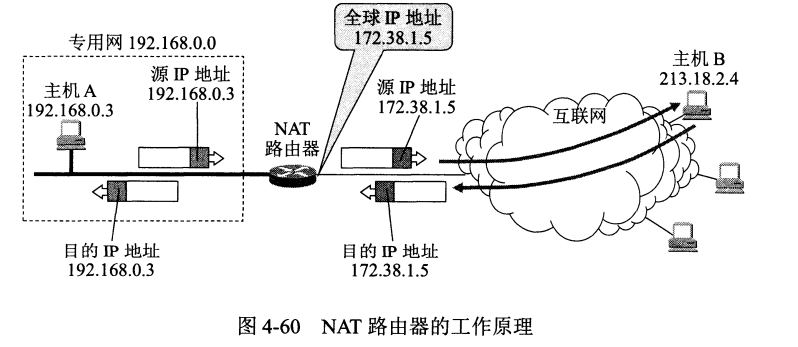 全球 IP 地址
172.38.1.5
专用网 192.168.0.0
主机 A
192.168.0.3
源 IP 地址
192.168.0.3
NAT
路由器
源 IP 地址
172.38.1.5
互联网
主机 B
213.18.2.4
目的 IP 地址
192.168.0.3
目的 IP 地址
172.38.1.5
图 4-60 NAT 路由器的工作原理